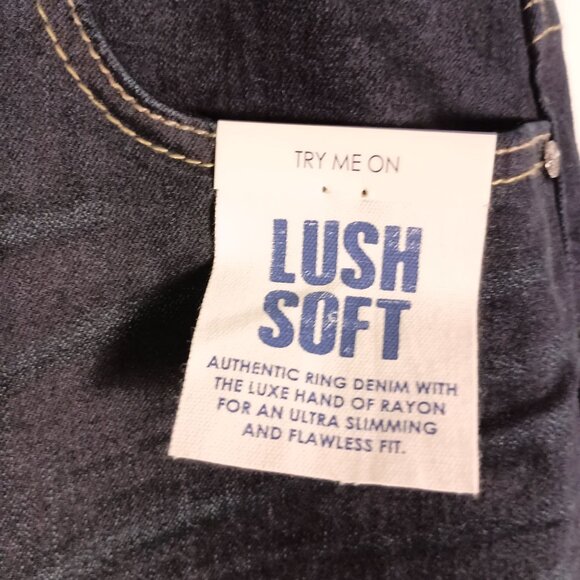 TRY ME ON
LUSH
SOFT
AUTHENTIC RING DENIM WITH
THE LUXE HAND OF RAYON
FOR AN ULTRA SLIMMING
AND FLAWLESS FIT.